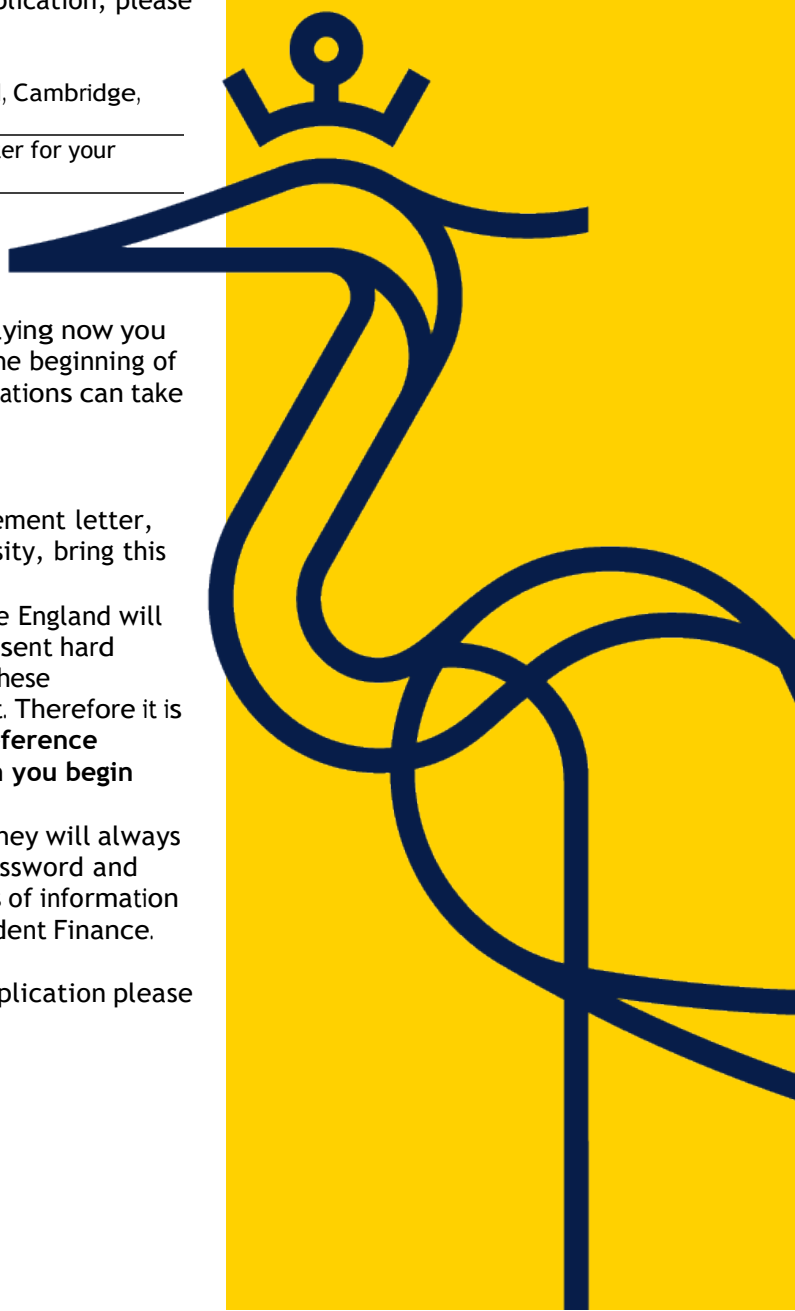 plication, please
, Cambridge,
er for your
ying now you
he beginning of
ations can take
ement letter,
sity, bring this
e England will
sent hard
hese
t. Therefore it is
ference
n you begin
hey will always
ssword and
s of information
dent Finance.
plication please